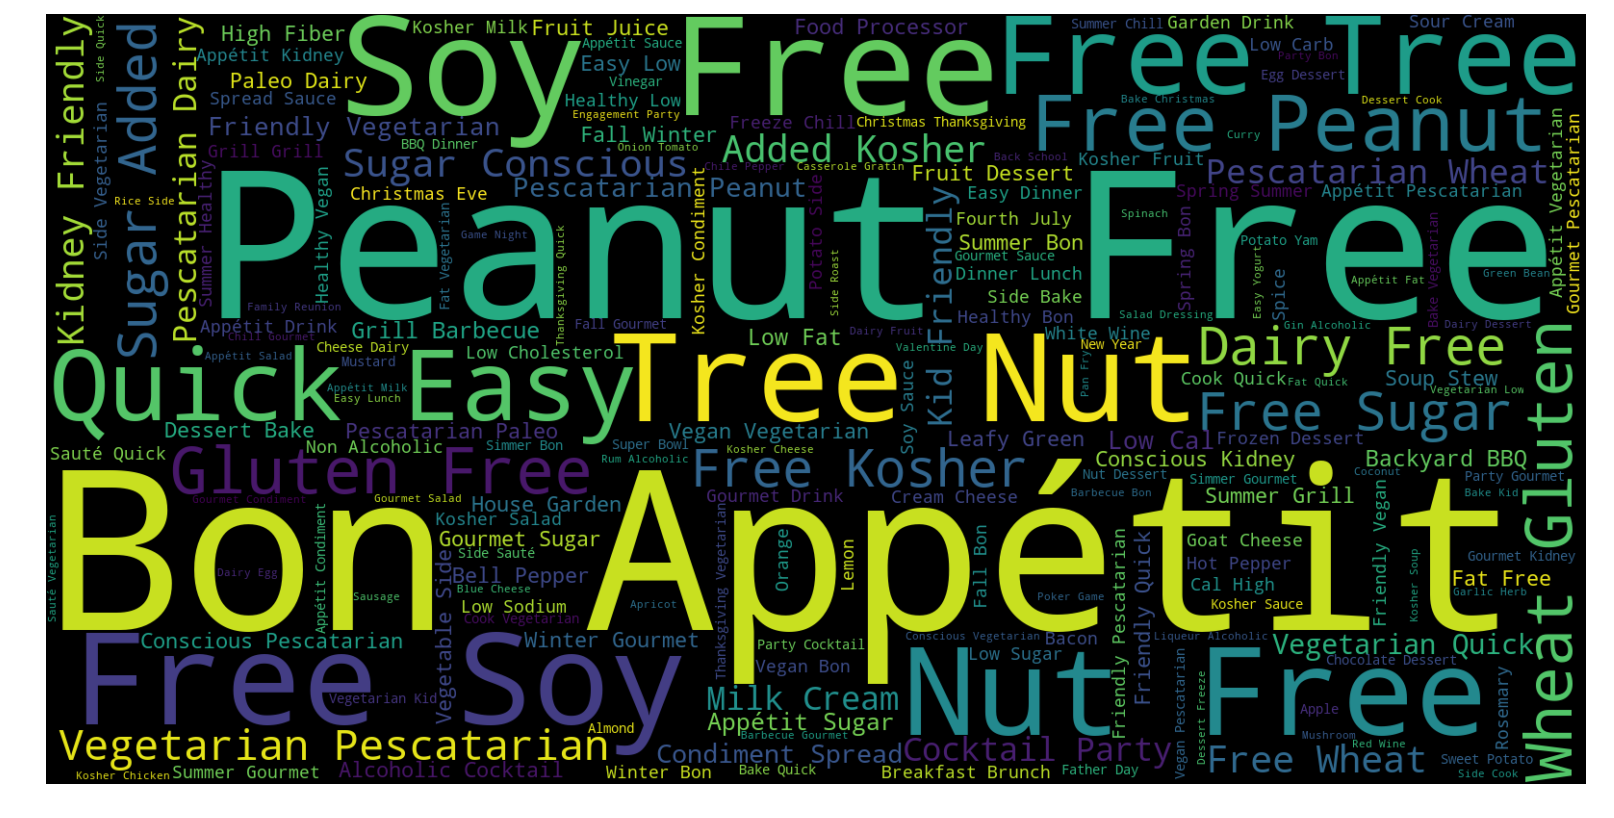 Kidney Friendly
Side Quick
Sugar Added
Pescatarian Dairy
High Fiber
Appétit Kidney
Paleo Dairy
Spread Sauce
Soy Free
Kosher Milk
Fruit Juice
Appétit Sauce
Easy Low
Vinegar
Healthy Low
Engagement Party
Food Processor
Free Tree
Summer Chill
Garden Drink
Sour Cream
Low Carb
Party Bon
Egg Dessert
Bake Christmas
Dessert Cook
Side Vegetarian
Friendly Vegetarian
BBQ Dinner
Fall Winter
Onion Tomato
Freeze Chill
Christmas Thanksgiving
Free Peanut
Curry
Grill Grill
Sugar Conscious
Added Kosher
Back School
Kosher Fruit
Chile Pepper
Casserole Gratin
Fruit Dessert
Pescatarian Wheat
Appétit Vegetarian
Gourmet Pescatarian
Rice Side
Summer Healthy
Christmas Eve
Pescatarian Peanut
Easy Dinner
Spring Summer
Appétit Pescatarian
Peanut Free
Healthy Vegan
Fat Vegetarian
Game Night
Thanksgiving Quick
Kosher Condiment
Potato Side
Side Roast
Kid Friendly
Fourth July
Spinach
Summer Bon
Gourmet Sauce
Dinner Lunch
Side Bake
Spring Bon
Potato Yam
Easy Yogurt
Spice
Appétit Fat
Bake Vegetarian
Green Bean
Family Reunion
Appétit Drink
Chill Gourmet
Grill Barbecue
Fall Gourmet
Low Fat
Dairy Fruit
Healthy Bon
Salad Dressing
Gin Alcoholic
Dairy Dessert
White Wine
New Year
Quick Easy
Appétit Salad
Cheese Dairy
Mustard
Low Cholesterol
Appétit Milk
Easy Lunch
Tree Nut
Valentine Day
Soy Sauce
Pan Fry
Dairy Free
Cook Quick
Fat Quick
Soup Stew
Vegetarian Low
Free Sugar
Wheat Gluten
Dessert Bake
Pescatarian Paleo
Vegan Vegetarian
Sauté Quick
Non Alcoholic
Simmer Bon
Super Bowl
Rum Alcoholic
Kosher Cheese
Leafy Green
Low Cal
Frozen Dessert
Gluten Free
Free Kosher
Conscious Kidney
Backyard BBQ
Nut Dessert
Simmer Gourmet
Coconut
Party Gourmet
Gourmet Condiment
Gourmet Salad
House Garden
Gourmet Drink
Cream Cheese
Barbecue Bon
Summer Grill
Bake Kid
Bon Appétit
Sauté Vegetarian
Appétit Condiment
Kosher Salad
Gourmet Sugar
Side Sauté
Dairy Egg
Vegetable Side
Bell Pepper
Blue Cheese
Sausage
Low Sodium
Apricot
Cook Vegetarian
Thanksgiving Vegetarian
Orange
Lemon
Fall Bon
Poker Game
Friendly Pescatarian
Friendly Quick
Goat Cheese
Hot Pepper
Cal High
Kosher Sauce
Friendly Vegan
Kosher Soup
Gourmet Kidney
Fat Free
Garlic Herb
Free Soy
Conscious Pescatarian
Winter Gourmet
Party Cocktail
Vegan Bon
Conscious Vegetarian
Bacon
Liqueur Alcoholic
Low Sugar
Nut Free
Vegetarian Quick
Chocolate Dessert
Vegetarian Kid
Milk Cream
Appétit Sugar
Vegan Pescatarian
Dessert Freeze
Apple
Rosemary
Almond
Barbecue Gourmet
Mushroom
Red Wine
Vegetarian Pescatarian
Condiment Spread
Cocktail Party
Free Wheat
Sweet Potato
Kosher Chicken
Summer Gourmet
Alcoholic Cocktail
Winter Bon
Bake Quick
Breakfast Brunch
Father Day
Side Cook